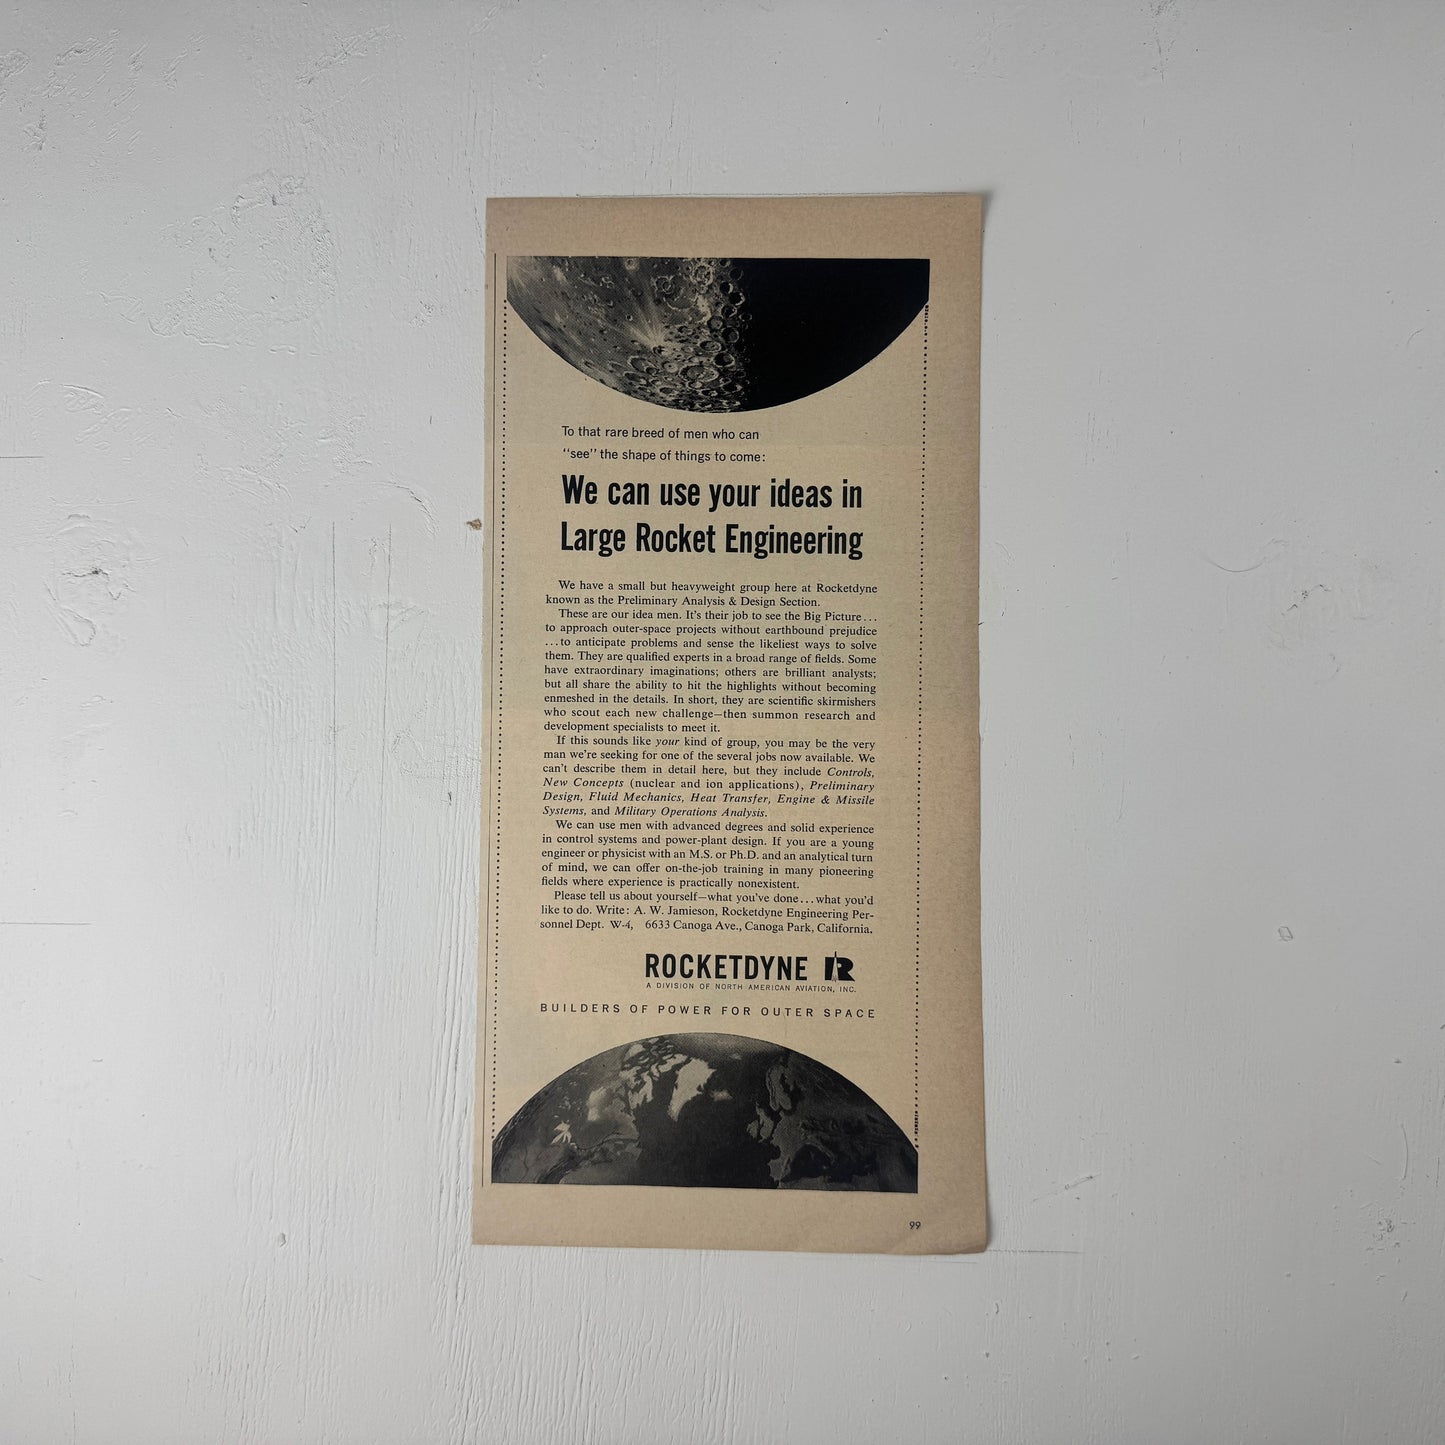 To that rare breed of men who can
"see" the shape of things to come:
We can use your ideas in
Large Rocket Engineering
We have a small but heavyweight group here at Rocketdyne
known as the Preliminary Analysis & Design Section.
These are our idea men. It's their job to see the Big Picture...
to approach outer-space projects without earthbound prejudice
...to anticipate problems and sense the likeliest ways to solve
them. They are qualified experts in a broad range of fields. Some
have extraordinary imaginations; others are brilliant analysts;
but all share the ability to hit the highlights without becoming
enmeshed in the details. In short, they are scientific skirmishers
who scout each new challenge—then summon research and
development specialists to meet it.
If this sounds like your kind of group, you may be the very
man we're seeking for one of the several jobs now available. We
can't describe them in detail here, but they include Controls,
New Concepts (nuclear and ion applications), Preliminary
Design, Fluid Mechanics, Heat Transfer, Engine & Missile
Systems, and Military Operations Analysis.
We can use men with advanced degrees and solid experience
in control systems and power-plant design. If you are a young
engineer or physicist with an M.S. or Ph.D. and an analytical turn
of mind, we can offer on-the-job training in many pioneering
fields where experience is practically nonexistent.
Please tell us about yourself—what you've done...what you'd
like to do. Write: A. W. Jamieson, Rocketdyne Engineering Per-
sonnel Dept. W-4, 6633 Canoga Ave., Canoga Park, California.
ROCKETDYNE R
A DIVISION OF NORTH AMERICAN AVIATION, INC.
BUILDERS OF POWER FOR OUTER SPACE
99